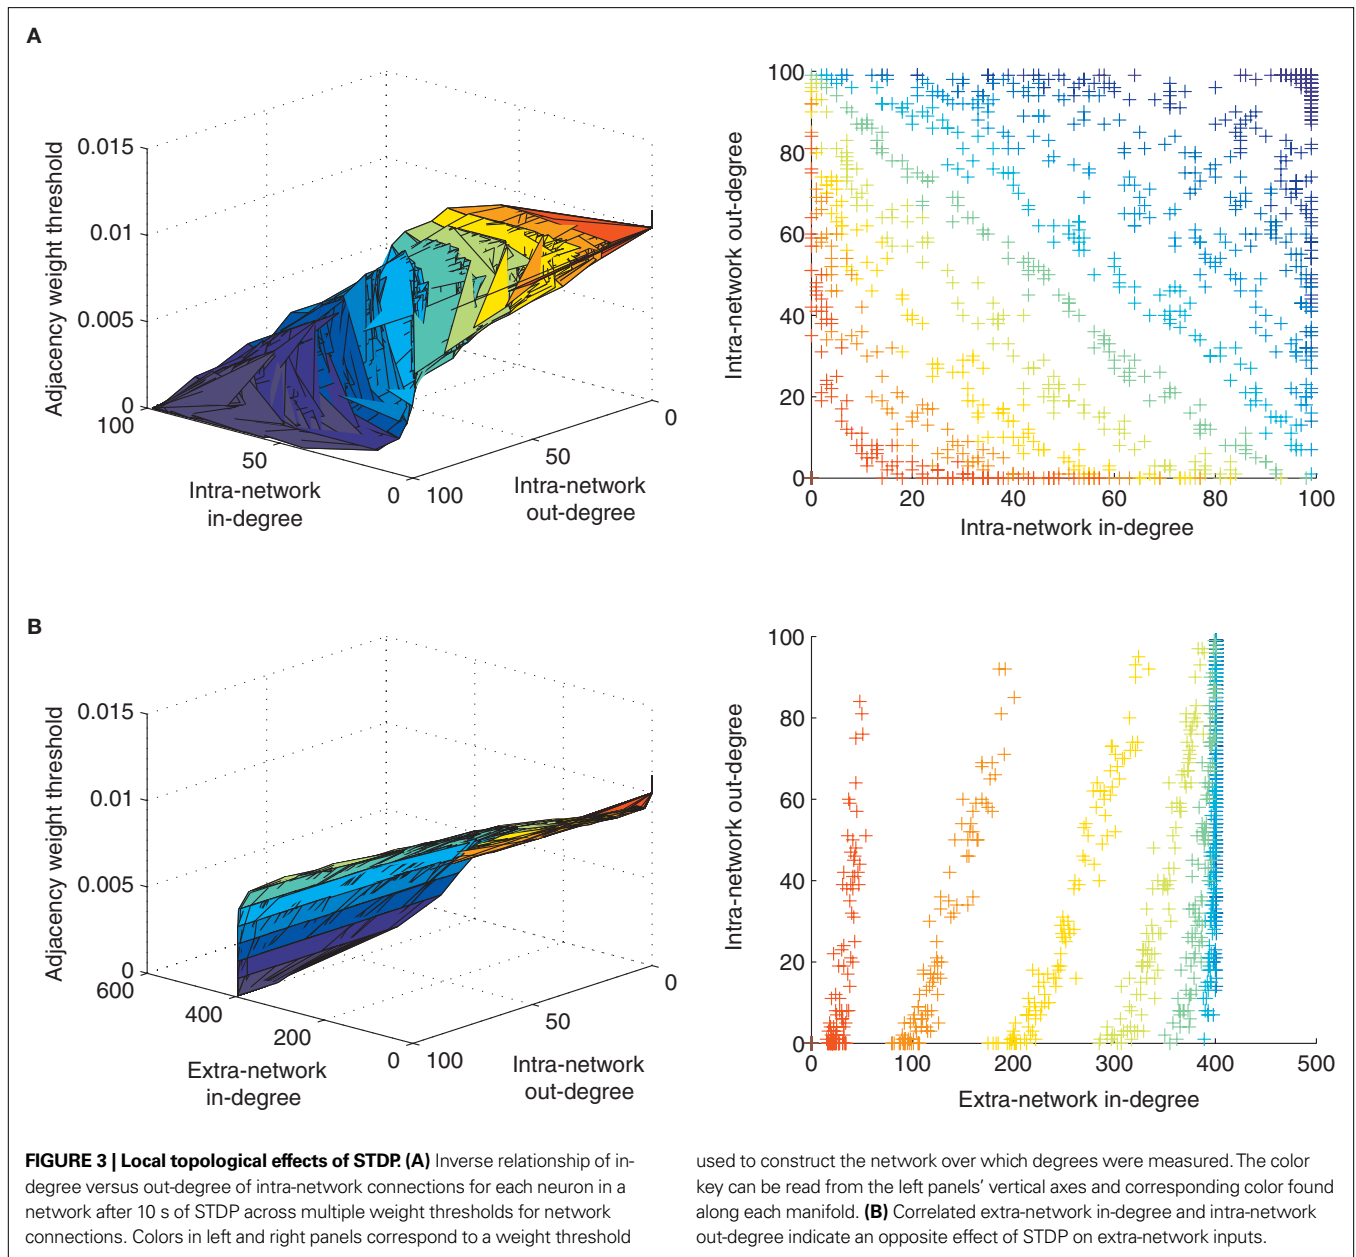 A
0.015
0.01
0.005
0
100
50
0
100
50
0
Adjacency weight threshold
Intra-network
in-degree
Intra-network
out-degree
100
80
60
40
20
0
0
20
40
60
80
100
Intra-network out-degree
Intra-network in-degree
B
0.015
0.01
0.005
0
600
400
200
0
100
50
0
Adjacency weight threshold
Extra-network
in-degree
Intra-network
out-degree
100
80
60
40
20
0
0
100
200
300
400
500
Intra-network out-degree
Extra-network in-degree
FIGURE 3 | Local topological effects of STDP. (A) Inverse relationship of in-
degree versus out-degree of intra-network connections for each neuron in a
network after 10 s of STDP across multiple weight thresholds for network
connections. Colors in left and right panels correspond to a weight threshold
used to construct the network over which degrees were measured. The color
key can be read from the left panels' vertical axes and corresponding color found
along each manifold. (B) Correlated extra-network in-degree and intra-network
out-degree indicate an opposite effect of STDP on extra-network inputs.